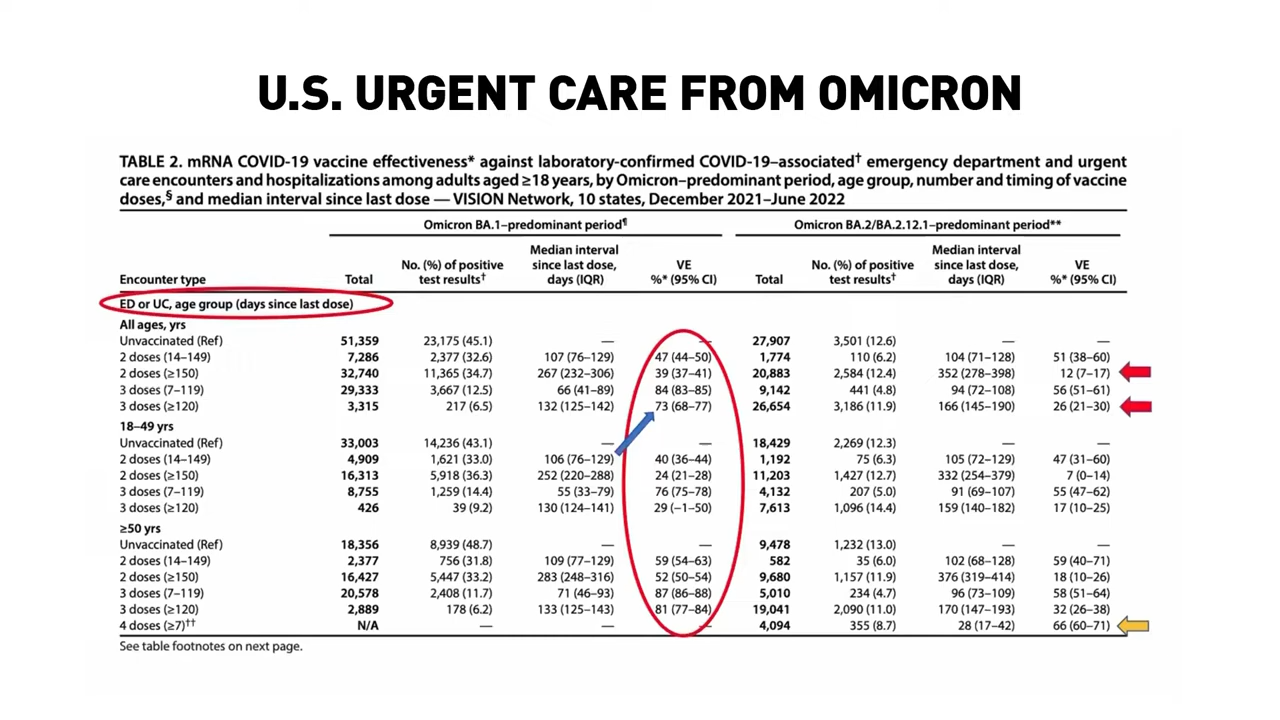 U.S. URGENT CARE FROM OMICRON
TABLE 2. mRNA COVID-19 vaccine effectiveness* against laboratory-confirmed COVID-19–associated† emergency department and urgent
care encounters and hospitalizations among adults aged ≥18 years, by Omicron–predominant period, age group, number and timing of vaccine
doses,§ and median interval since last dose — VISION Network, 10 states, December 2021–June 2022
Omicron BA.1–predominant period¶ Omicron BA.2/BA.2.12.1–predominant period**
Median interval Median interval
No. (%) of positive since last dose, VE No. (%) of positive since last dose, VE
Encounter type Total test results† days (IQR) %* (95% CI) Total test results† days (IQR) %* (95% CI)
ED or UC, age group (days since last dose)
All ages, yrs
Unvaccinated (Ref) 51,359 23,175 (45.1) — — 27,907 3,501 (12.6) — —
2 doses (14–149) 7,286 2,377 (32.6) 107 (76–129) 47 (44–50) 1,774 110 (6.2) 104 (71–128) 51 (38–60)
2 doses (≥150) 32,740 11,365 (34.7) 267 (232–306) 39 (37–41) 20,883 2,584 (12.4) 352 (278–398) 12 (7–17)
3 doses (7–119) 29,333 3,667 (12.5) 66 (41–89) 84 (83–85) 9,142 441 (4.8) 94 (72–108) 56 (51–61)
3 doses (≥120) 3,315 217 (6.5) 132 (125–142) 73 (68–77) 26,654 3,186 (11.9) 166 (145–190) 26 (21–30)
18–49 yrs
Unvaccinated (Ref) 33,003 14,236 (43.1) — — 18,429 2,269 (12.3) — —
2 doses (14–149) 4,909 1,621 (33.0) 106 (76–129) 40 (36–44) 1,192 75 (6.3) 105 (72–129) 47 (31–60)
2 doses (≥150) 16,313 5,918 (36.3) 252 (220–288) 24 (21–28) 11,203 1,427 (12.7) 332 (254–379) 7 (0–14)
3 doses (7–119) 8,755 1,259 (14.4) 55 (33–79) 76 (75–78) 4,132 207 (5.0) 91 (69–107) 55 (47–62)
3 doses (≥120) 426 39 (9.2) 130 (124–141) 29 (−1–50) 7,613 1,096 (14.4) 159 (140–182) 17 (10–25)
≥50 yrs
Unvaccinated (Ref) 18,356 8,939 (48.7) — — 9,478 1,232 (13.0) — —
2 doses (14–149) 2,377 756 (31.8) 109 (77–129) 59 (54–63) 582 35 (6.0) 102 (68–128) 59 (40–71)
2 doses (≥150) 16,427 5,447 (33.2) 283 (248–316) 52 (50–54) 9,680 1,157 (11.9) 376 (319–414) 18 (10–26)
3 doses (7–119) 20,578 2,408 (11.7) 71 (46–93) 87 (86–88) 5,010 234 (4.7) 96 (73–109) 58 (51–64)
3 doses (≥120) 2,889 178 (6.2) 133 (125–143) 81 (77–84) 19,041 2,090 (11.0) 170 (147–193) 32 (26–38)
4 doses (≥7)†† N/A — — — 4,094 355 (8.7) 28 (17–42) 66 (60–71)
See table footnotes on next page.